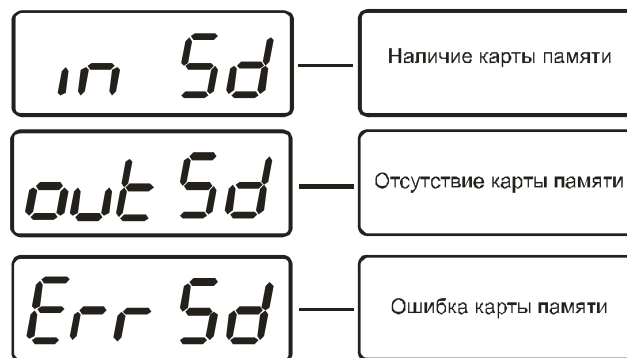 in Sd
Наличие карты памяти
out Sd
Отсутствие карты памяти
Err Sd
Ошибка карты памяти